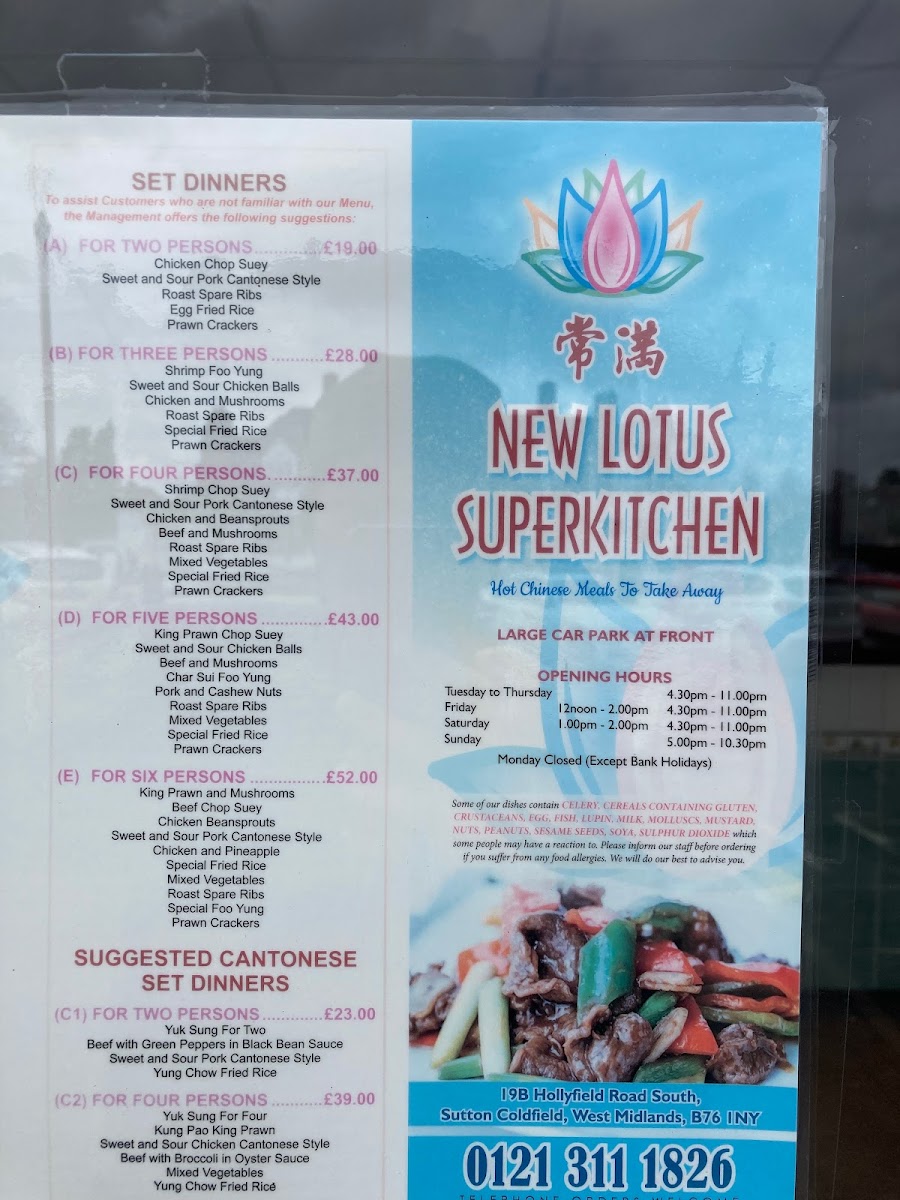 SET DINNERS
To assist Customers who are not familiar with our Menu,
the Management offers the following suggestions:
(A) FOR TWO PERSONS..............£19.00
Chicken Chop Suey
Sweet and Sour Pork Cantonese Style
Roast Spare Ribs
Egg Fried Rice
Prawn Crackers
(B) FOR THREE PERSONS ...........£28.00
Shrimp Foo Yung
Sweet and Sour Chicken Balls
Chicken and Mushrooms
Roast Spare Ribs
Special Fried Rice
Prawn Crackers
(C) FOR FOUR PERSONS.............£37.00
Shrimp Chop Suey
Sweet and Sour Pork Cantonese Style
Chicken and Beansprouts
Beef and Mushrooms
Roast Spare Ribs
Mixed Vegetables
Special Fried Rice
Prawn Crackers
(D) FOR FIVE PERSONS ..............£43.00
King Prawn Chop Suey
Sweet and Sour Chicken Balls
Beef and Mushrooms
Char Sui Foo Yung
Pork and Cashew Nuts
Roast Spare Ribs
Mixed Vegetables
Special Fried Rice
Prawn Crackers
(E) FOR SIX PERSONS ................£52.00
King Prawn and Mushrooms
Beef Chop Suey
Chicken Beansprouts
Sweet and Sour Pork Cantonese Style
Chicken and Pineapple
Special Fried Rice
Mixed Vegetables
Roast Spare Ribs
Special Foo Yung
Prawn Crackers
SUGGESTED CANTONESE
SET DINNERS
(C1) FOR TWO PERSONS.............£23.00
Yuk Sung For Two
Beef with Green Peppers in Black Bean Sauce
Sweet and Sour Pork Cantonese Style
Yung Chow Fried Rice
(C2) FOR FOUR PERSONS ...........£39.00
Yuk Sung For Four
Kung Pao King Prawn
Sweet and Sour Chicken Cantonese Style
Beef with Broccoli in Oyster Sauce
Mixed Vegetables
Yung Chow Fried Rice
常满
NEW LOTUS
SUPERKITCHEN
Hot Chinese Meals To Take Away
LARGE CAR PARK AT FRONT
OPENING HOURS
Tuesday to Thursday 4.30pm - 11.00pm
Friday 12noon - 2.00pm 4.30pm - 11.00pm
Saturday 1.00pm - 2.00pm 4.30pm - 11.00pm
Sunday 5.00pm - 10.30pm
Monday Closed (Except Bank Holidays)
Some of our dishes contain CELERY, CEREALS CONTAINING GLUTEN,
CRUSTACEANS, EGG, FISH, LUPIN, MILK, MOLLUSCS, MUSTARD,
NUTS, PEANUTS, SESAME SEEDS, SOYA, SULPHUR DIOXIDE which
some people may have a reaction to. Please inform our staff before ordering
if you suffer from any food allergies. We will do our best to advise you.
19B Hollyfield Road South,
Sutton Coldfield, West Midlands, B76 1NY
0121 311 1826
TELEPHONE ORDERS WELCOME